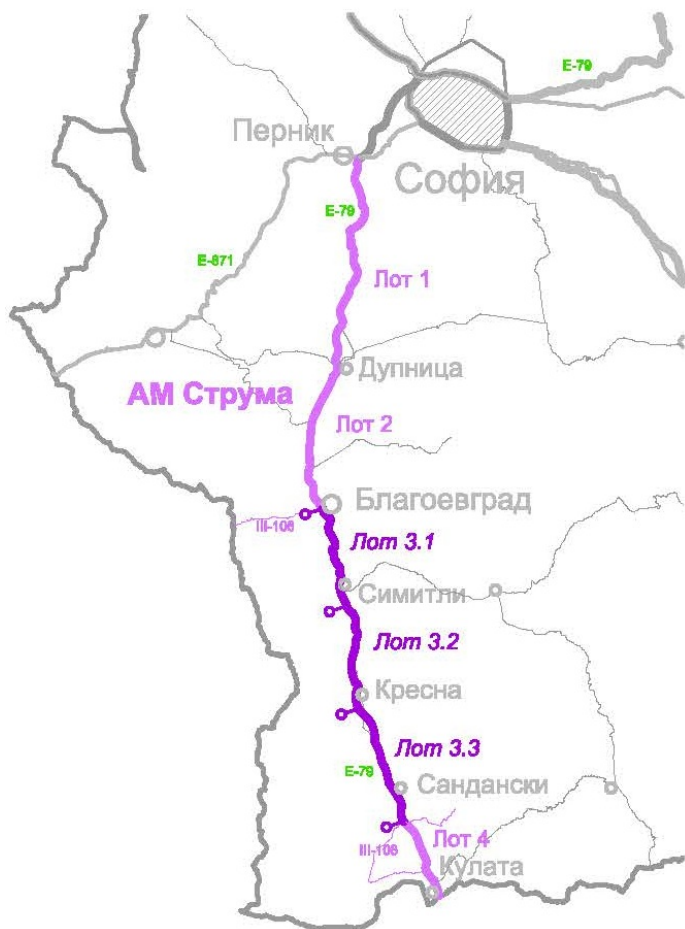 E-79
Перник
София
E-79
E-871
Лот 1
Дупница
АМ Струма
Лот 2
Благоевград
III-106
Лот 3.1
Симитли
Лот 3.2
Кресна
Лот 3.3
E-79
Сандански
Лот 4
III-108
Кулата